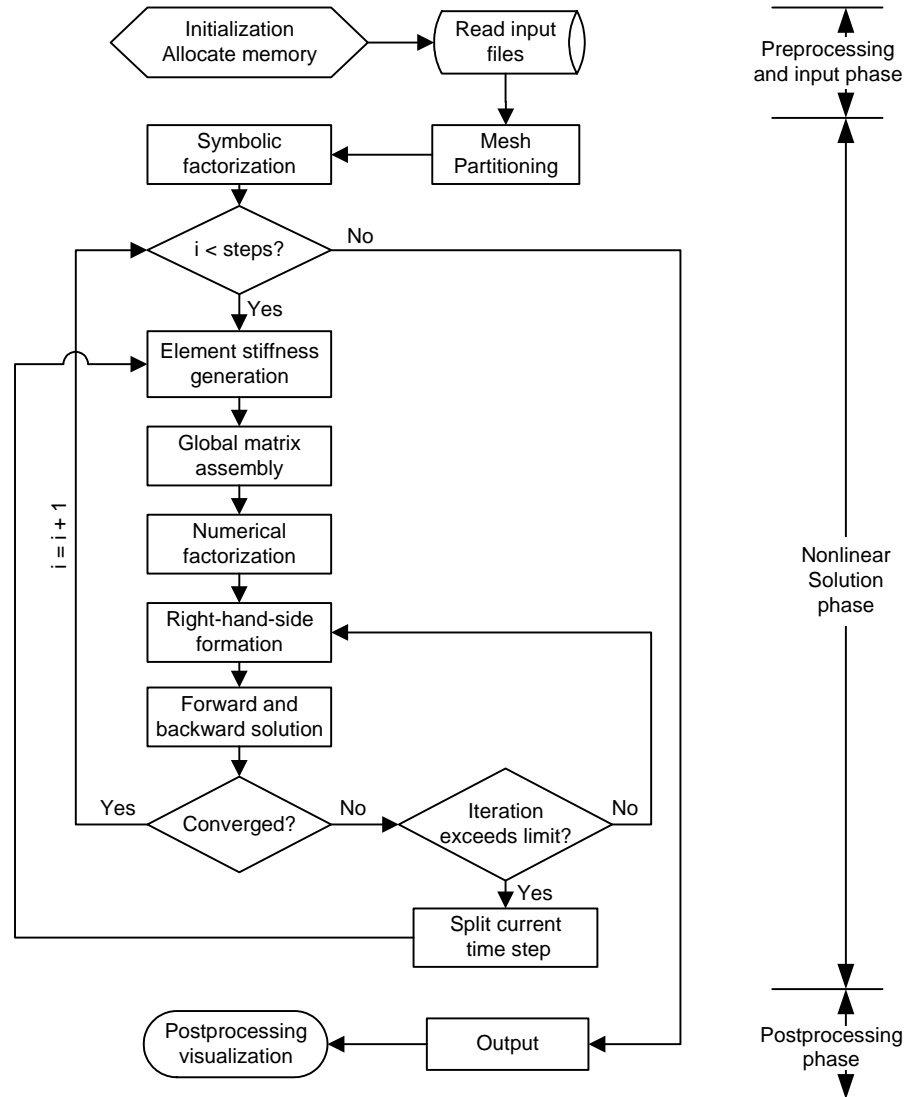 Initialization
Allocate memory
Read input
files
Preprocessing
and input phase
Symbolic
factorization
Mesh
Partitioning
i < steps?
No
Yes
Element stiffness
generation
Global matrix
assembly
i = i + 1
Numerical
factorization
Nonlinear
Solution
phase
Right-hand-side
formation
Forward and
backward solution
Yes
Converged?
No
Iteration
exceeds limit?
No
Yes
Split current
time step
Postprocessing
visualization
Output
Postprocessing
phase